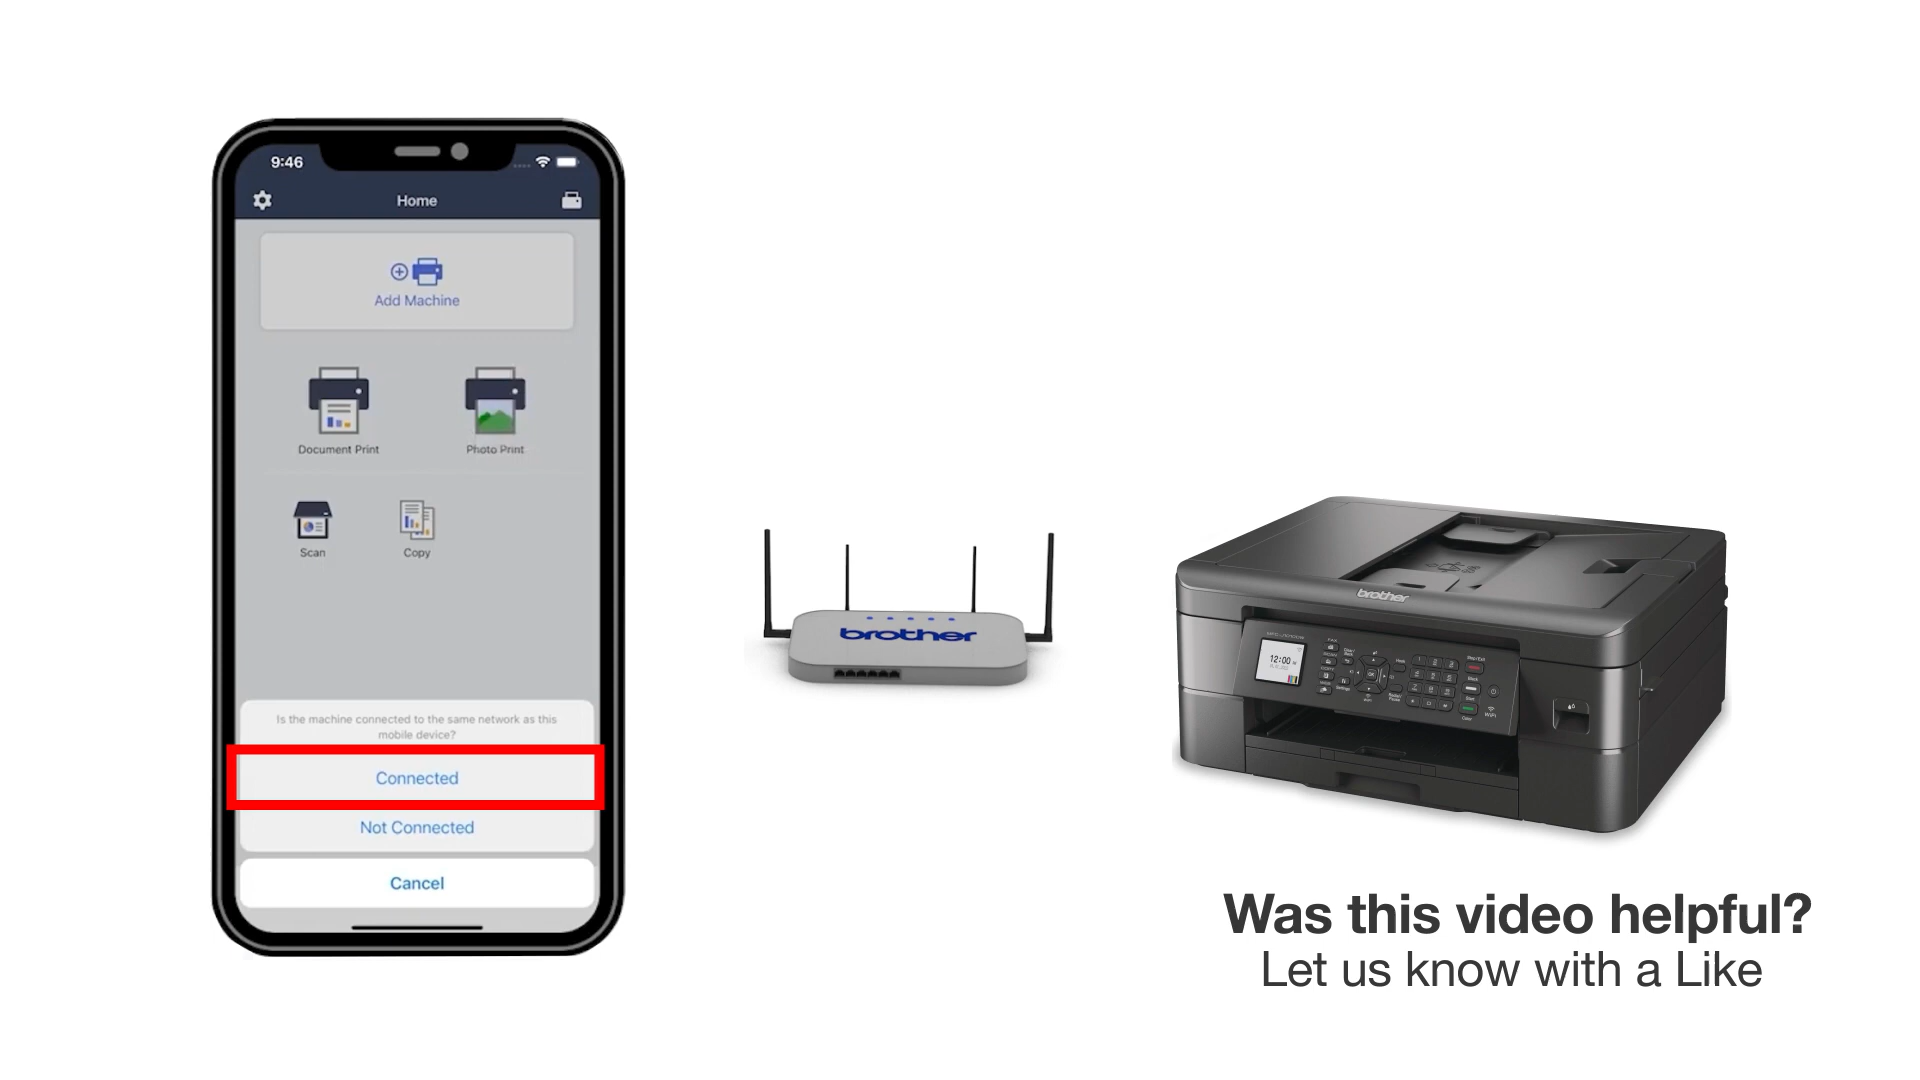 9:46
Home
Add Machine
Document Print
Photo Print
Scan
Copy
Is the machine connected to the same network as this
mobile device?
Connected
Not Connected
Cancel
brother
brother
12:00
FAX
WiFi
Was this video helpful?
Let us know with a Like